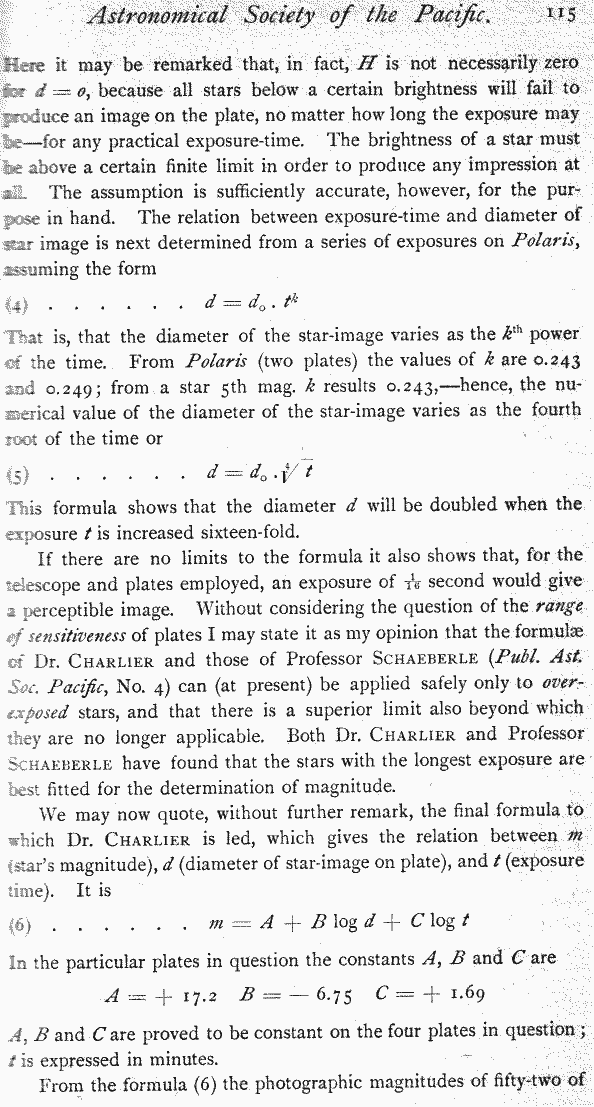 Astronomical Society of the Pacific. 115
Here it may be remarked that, in fact, H is not necessarily zero
for d = o, because all stars below a certain brightness will fail to
produce an image on the plate, no matter how long the exposure may
be—for any practical exposure-time. The brightness of a star must
be above a certain finite limit in order to produce any impression at
all. The assumption is sufficiently accurate, however, for the pur-
pose in hand. The relation between exposure-time and diameter of
star image is next determined from a series of exposures on Polaris,
assuming the form
(4) . . . . . . . d = d₀ . tᵏ
That is, that the diameter of the star-image varies as the kᵗʰ power
of the time. From Polaris (two plates) the values of k are 0.243
and 0.249; from a star 5th mag. k results 0.243,—hence, the nu-
merical value of the diameter of the star-image varies as the fourth
root of the time or
(5) . . . . . . . d = d₀ . ∜t
This formula shows that the diameter d will be doubled when the
exposure t is increased sixteen-fold.
If there are no limits to the formula it also shows that, for the
telescope and plates employed, an exposure of 1/16 second would give
a perceptible image. Without considering the question of the range
of sensitiveness of plates I may state it as my opinion that the formulæ
of Dr. CHARLIER and those of Professor SCHAEBERLE (Publ. Ast.
Soc. Pacific, No. 4) can (at present) be applied safely only to over-
exposed stars, and that there is a superior limit also beyond which
they are no longer applicable. Both Dr. CHARLIER and Professor
SCHAEBERLE have found that the stars with the longest exposure are
best fitted for the determination of magnitude.
We may now quote, without further remark, the final formula to
which Dr. CHARLIER is led, which gives the relation between m
(star's magnitude), d (diameter of star-image on plate), and t (exposure
time). It is
(6) . . . . . . . m = A + B log d + C log t
In the particular plates in question the constants A, B and C are
A = + 17.2 B = — 6.75 C = + 1.69
A, B and C are proved to be constant on the four plates in question;
t is expressed in minutes.
From the formula (6) the photographic magnitudes of fifty-two of